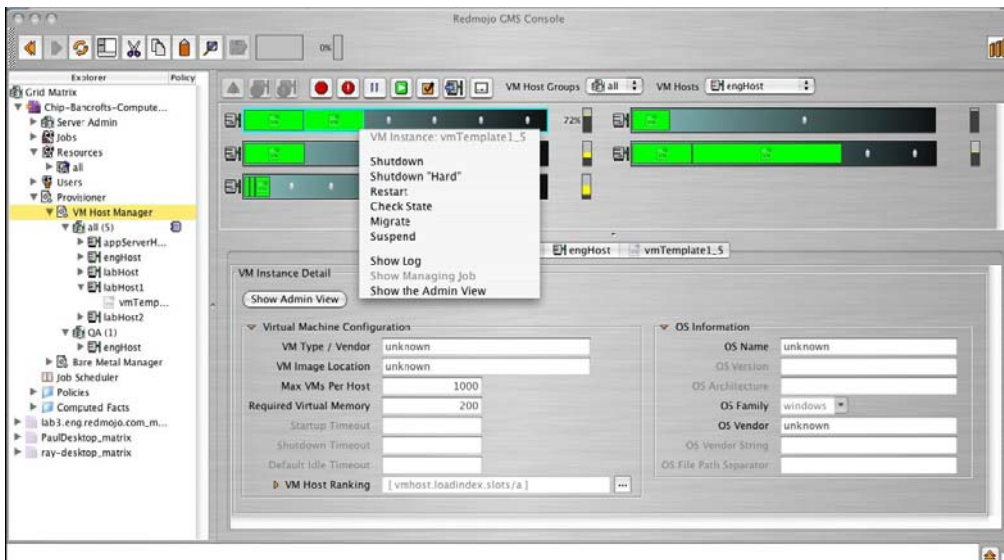 Redmojo GMS Console
0%
Explorer
Policy
Grid Matrix
Chip-Bancrofts-Compute...
Server Admin
Jobs
Resources
all
Users
Provisioner
VM Host Manager
all (5)
appServerH...
engHost
labHost
labHost1
vmTemp...
labHost2
QA (1)
engHost
Bare Metal Manager
Job Scheduler
Policies
Computed Facts
lab3.eng.redmojo.com_m...
PaulDesktop_matrix
ray-desktop_matrix
VM Host Groups
all
VM Hosts
engHost
72%
VM Instance: vmTemplate1_5
Shutdown
Shutdown "Hard"
Restart
Check State
Migrate
Suspend
Show Log
Show Managing Job
Show the Admin View
engHost
vmTemplate1_5
VM Instance Detail
Show Admin View
Virtual Machine Configuration
VM Type / Vendor unknown
VM Image Location unknown
Max VMs Per Host 1000
Required Virtual Memory 200
Startup Timeout
Shutdown Timeout
Default Idle Timeout
VM Host Ranking [ vmhost.loadindex.slots/a ] ...
OS Information
OS Name unknown
OS Version
OS Architecture
OS Family windows
OS Vendor unknown
OS Vendor String
OS File Path Separator